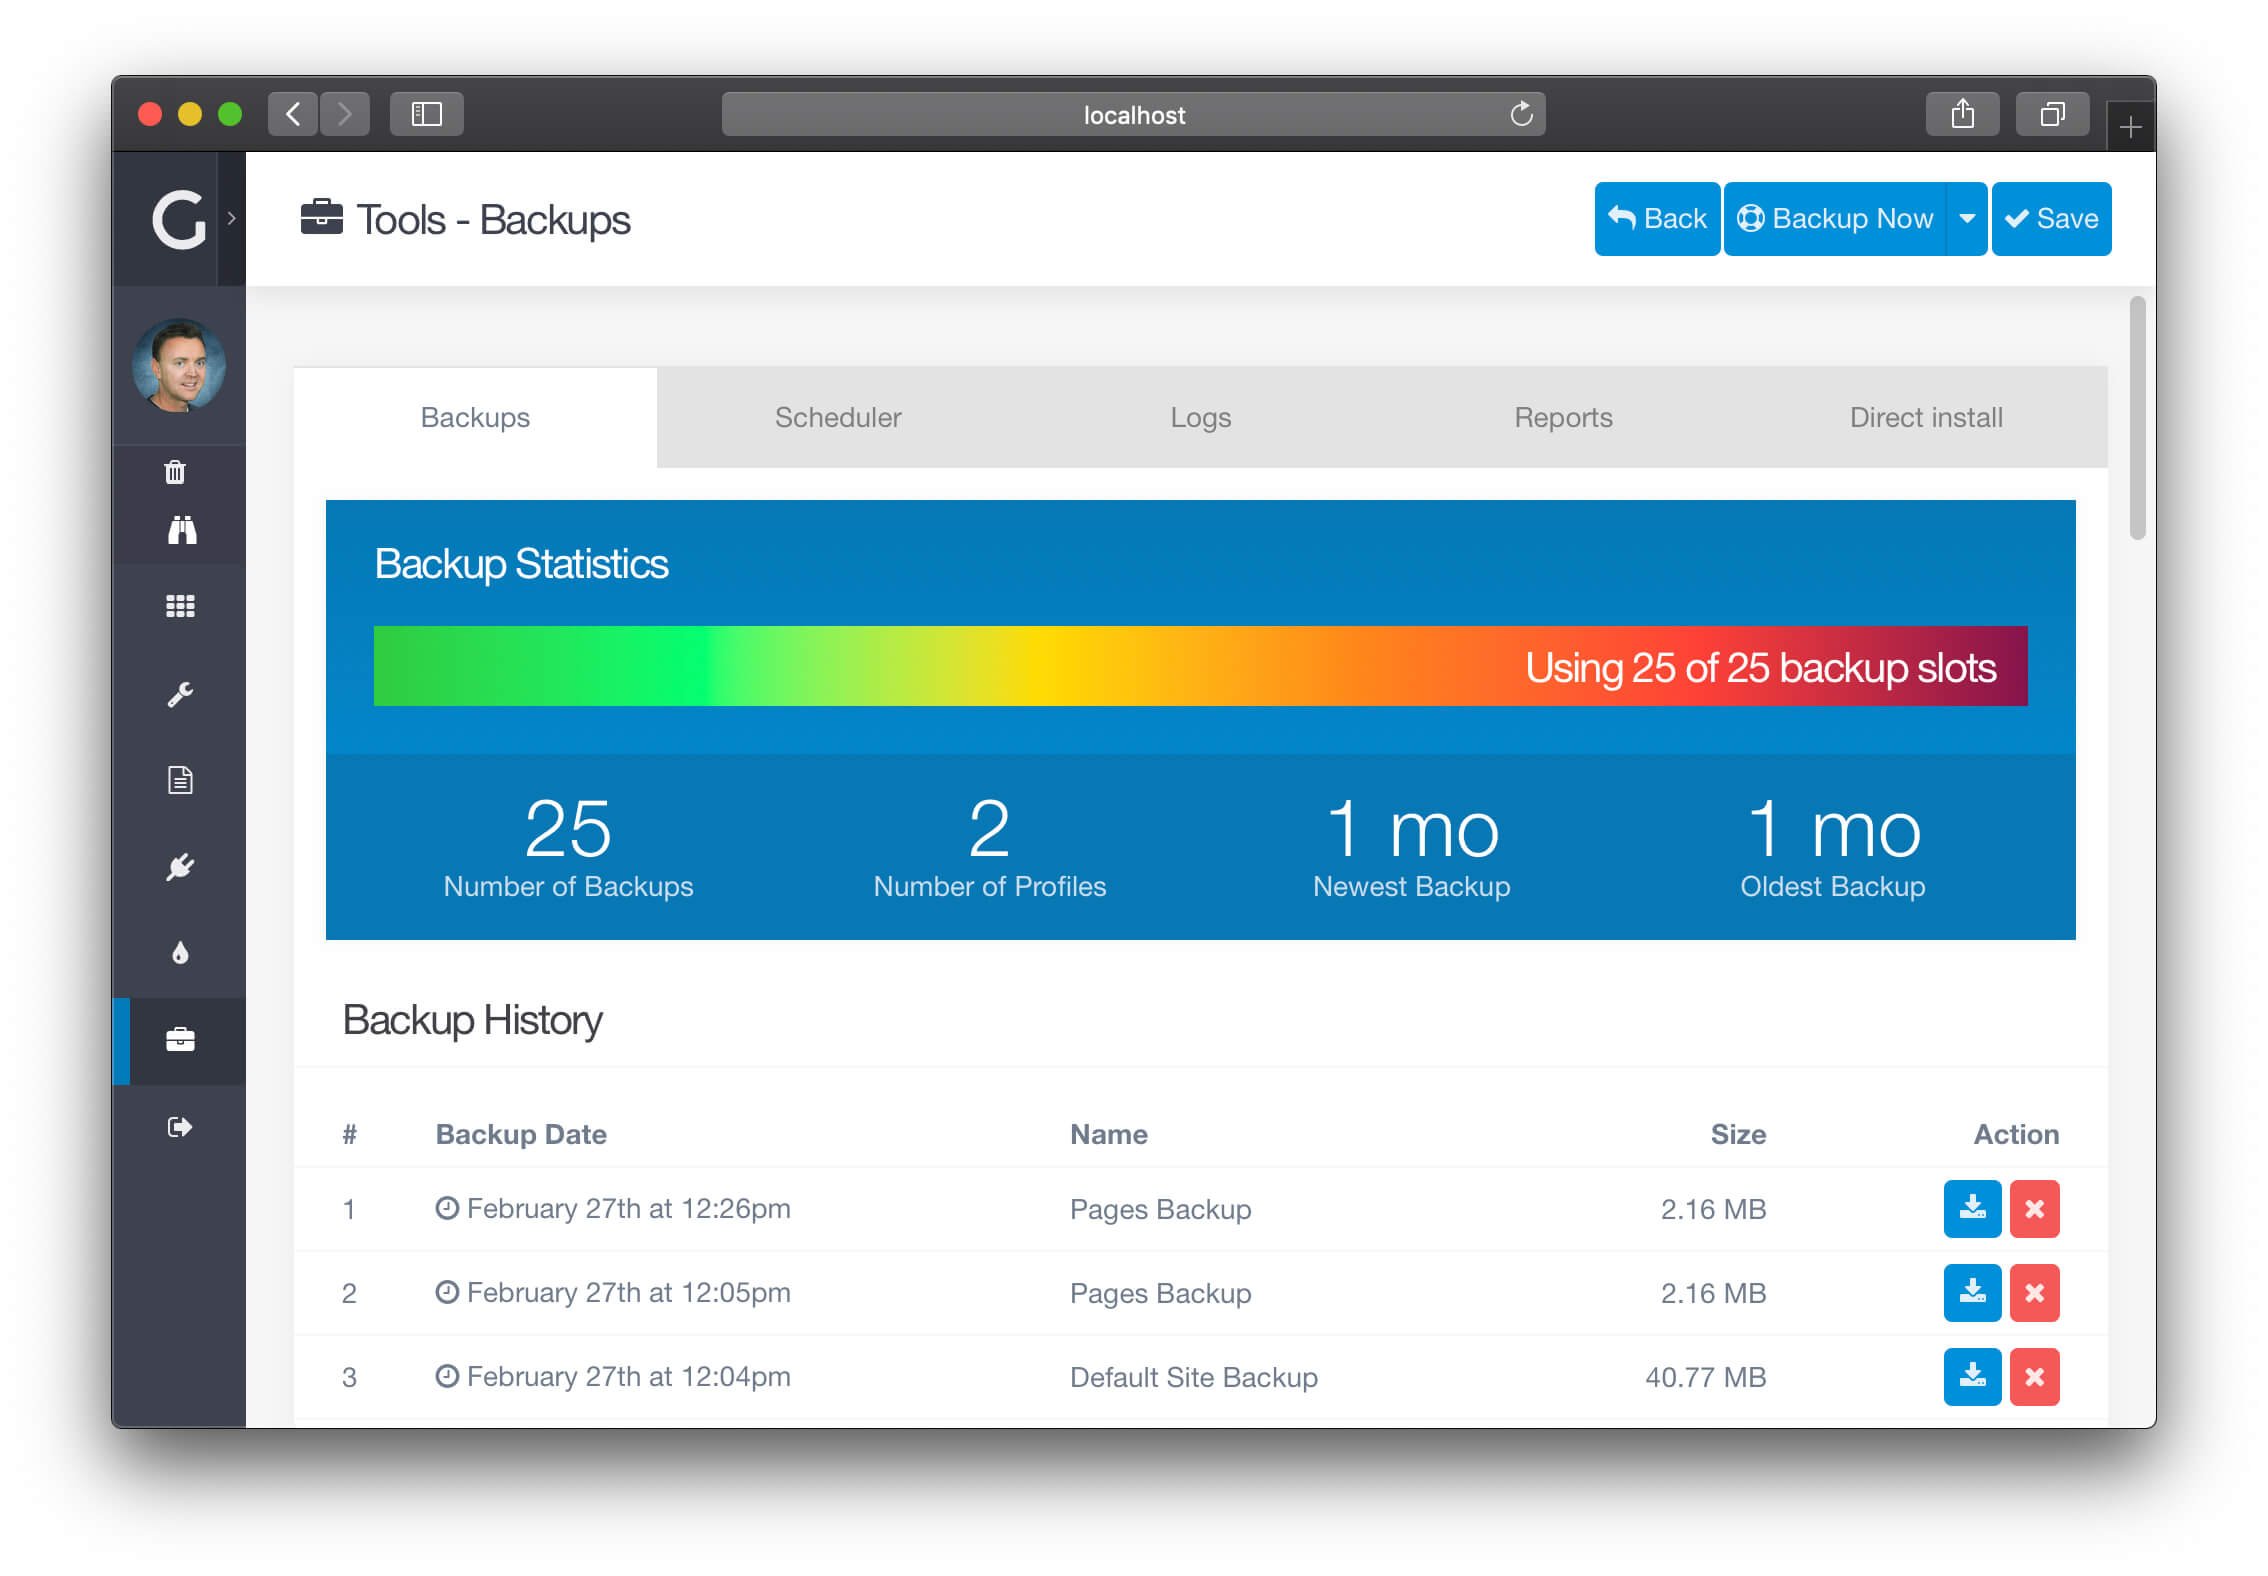 localhost
Tools - Backups
Back
Backup Now
Save
Backups
Scheduler
Logs
Reports
Direct install
Backup Statistics
Using 25 of 25 backup slots
25
Number of Backups
2
Number of Profiles
1 mo
Newest Backup
1 mo
Oldest Backup
Backup History
# Backup Date Name Size Action
1 February 27th at 12:26pm Pages Backup 2.16 MB
2 February 27th at 12:05pm Pages Backup 2.16 MB
3 February 27th at 12:04pm Default Site Backup 40.77 MB